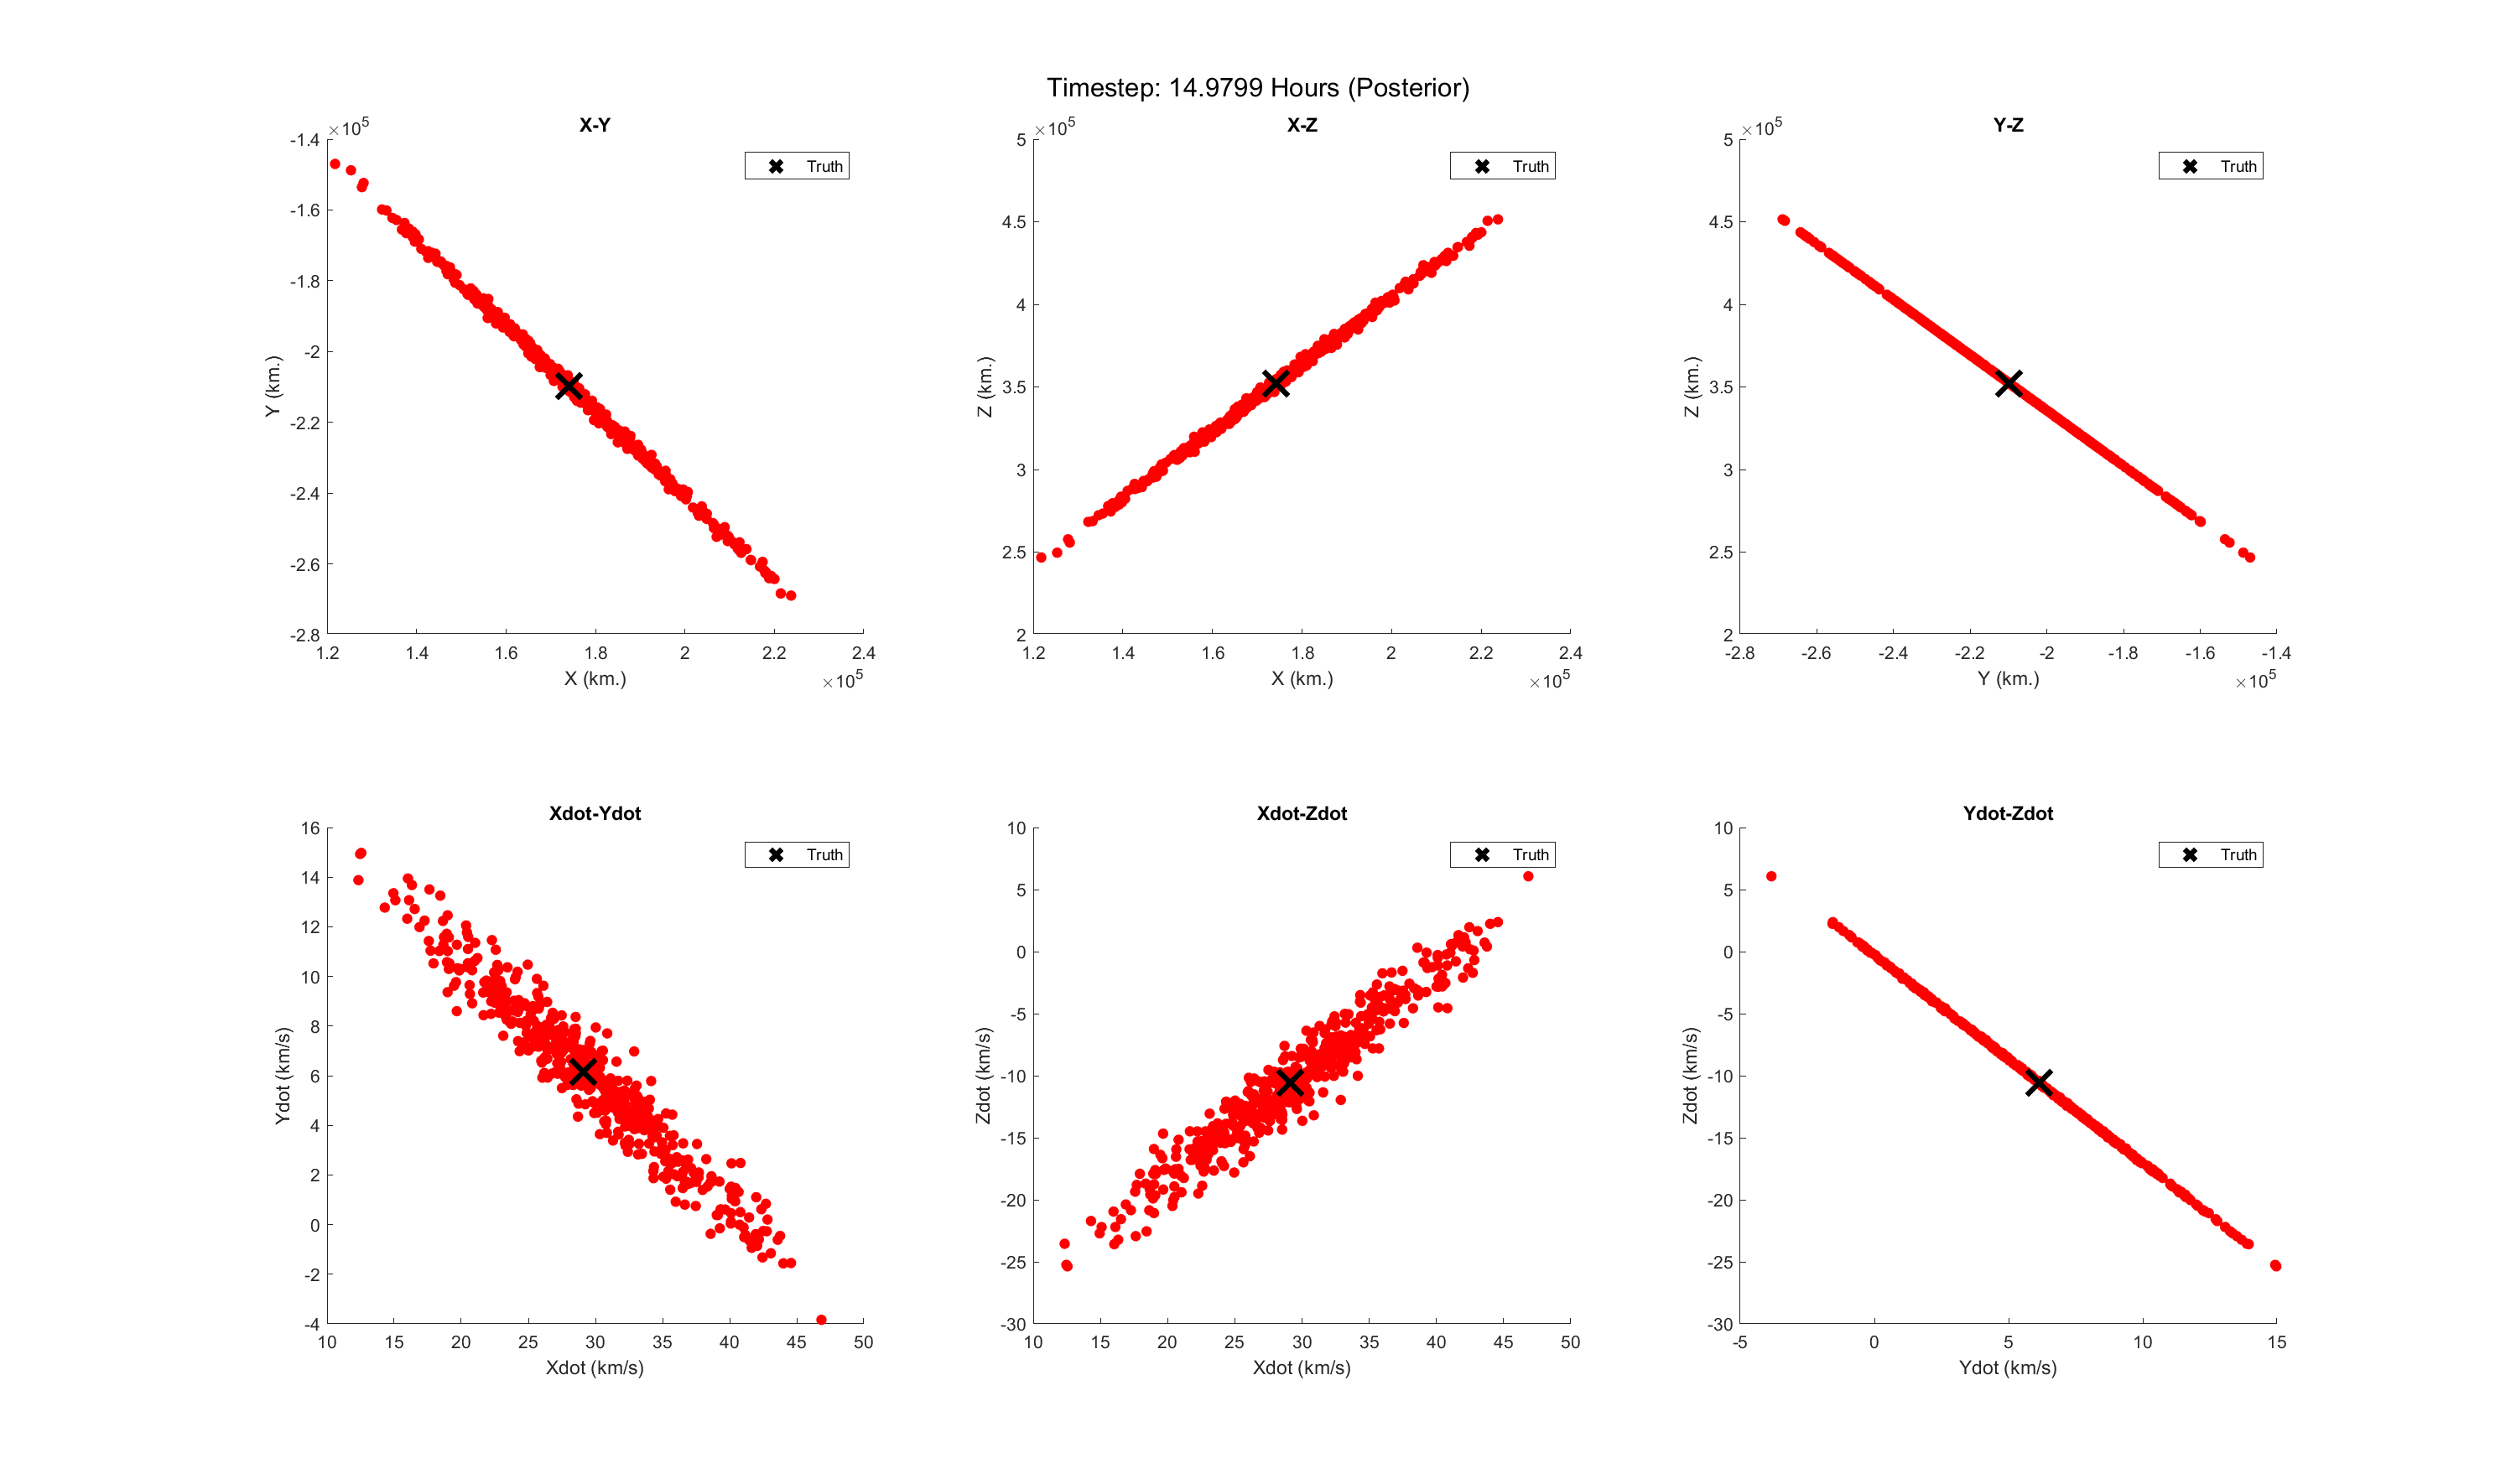 Timestep: 14.9799 Hours (Posterior)
X-Y
×10^5
-1.4
-1.6
-1.8
-2
-2.2
-2.4
-2.6
-2.8
Y (km.)
Truth
1.2 1.4 1.6 1.8 2 2.2 2.4
X (km.)
×10^5
X-Z
×10^5
5
4.5
4
3.5
3
2.5
2
Z (km.)
Truth
1.2 1.4 1.6 1.8 2 2.2 2.4
X (km.)
×10^5
Y-Z
×10^5
5
4.5
4
3.5
3
2.5
2
Z (km.)
Truth
-2.8 -2.6 -2.4 -2.2 -2 -1.8 -1.6 -1.4
Y (km.)
×10^5
Xdot-Ydot
16
14
12
10
8
6
4
2
0
-2
-4
Ydot (km/s)
Truth
10 15 20 25 30 35 40 45 50
Xdot (km/s)
Xdot-Zdot
10
5
0
-5
-10
-15
-20
-25
-30
Zdot (km/s)
Truth
10 15 20 25 30 35 40 45 50
Xdot (km/s)
Ydot-Zdot
10
5
0
-5
-10
-15
-20
-25
-30
Zdot (km/s)
Truth
-5 0 5 10 15
Ydot (km/s)